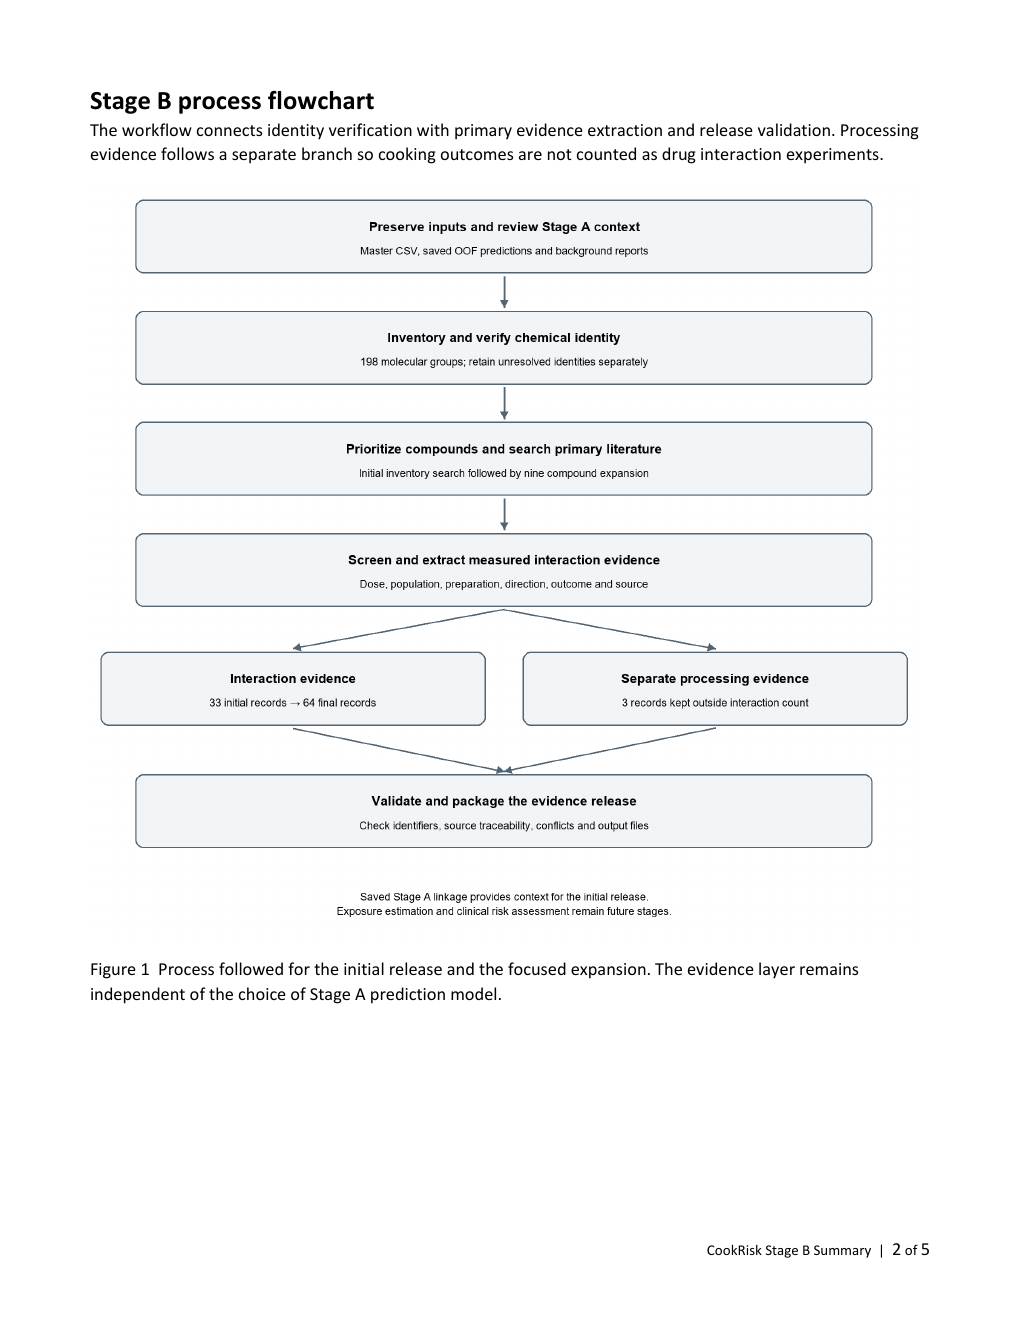 Stage B process flowchart
The workflow connects identity verification with primary evidence extraction and release validation. Processing
evidence follows a separate branch so cooking outcomes are not counted as drug interaction experiments.
Preserve inputs and review Stage A context
Master CSV, saved OOF predictions and background reports
Inventory and verify chemical identity
198 molecular groups; retain unresolved identities separately
Prioritize compounds and search primary literature
Initial inventory search followed by nine compound expansion
Screen and extract measured interaction evidence
Dose, population, preparation, direction, outcome and source
Interaction evidence
33 initial records → 64 final records
Separate processing evidence
3 records kept outside interaction count
Validate and package the evidence release
Check identifiers, source traceability, conflicts and output files
Saved Stage A linkage provides context for the initial release.
Exposure estimation and clinical risk assessment remain future stages.
Figure 1  Process followed for the initial release and the focused expansion. The evidence layer remains
independent of the choice of Stage A prediction model.
CookRisk Stage B Summary | 2 of 5